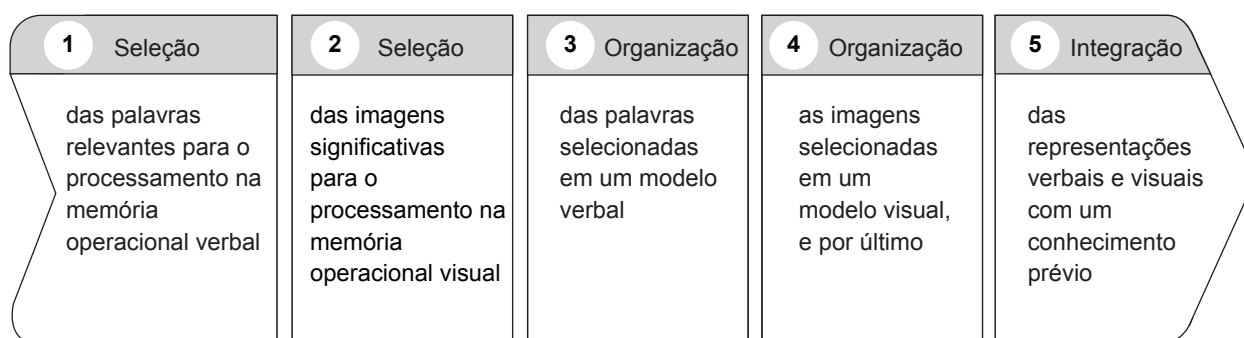 1 Seleção
das palavras
relevantes para o
processamento na
memória
operacional verbal
2 Seleção
das imagens
significativas
para o
processamento na
memória
operacional visual
3 Organização
das palavras
selecionadas
em um modelo
verbal
4 Organização
as imagens
selecionadas
em um
modelo visual,
e por último
5 Integração
das
representações
verbais e visuais
com um
conhecimento
prévio